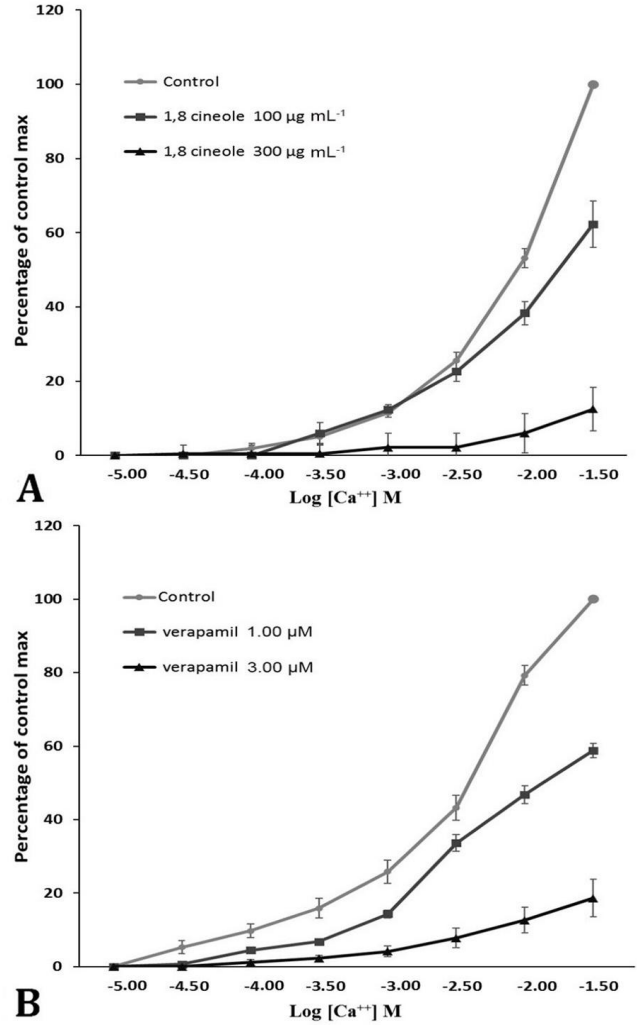 120
100
80
60
40
20
0
Percentage of control max
Control
1,8 cineole 100 µg mL⁻¹
1,8 cineole 300 µg mL⁻¹
-5.00 -4.50 -4.00 -3.50 -3.00 -2.50 -2.00 -1.50
Log [Ca⁺⁺] M
A
120
100
80
60
40
20
0
Percentage of control max
Control
verapamil 1.00 µM
verapamil 3.00 µM
-5.00 -4.50 -4.00 -3.50 -3.00 -2.50 -2.00 -1.50
Log [Ca⁺⁺] M
B